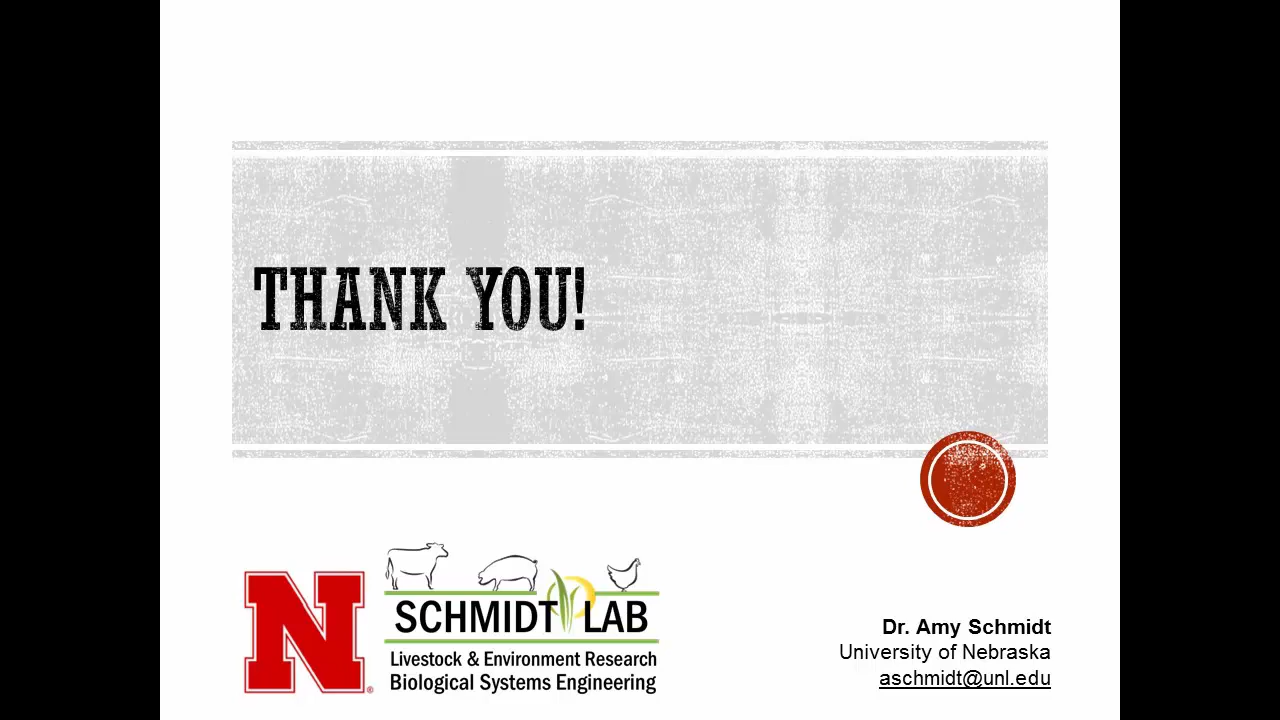 THANK YOU!
N®
SCHMIDT LAB
Livestock & Environment Research
Biological Systems Engineering
Dr. Amy Schmidt
University of Nebraska
aschmidt@unl.edu